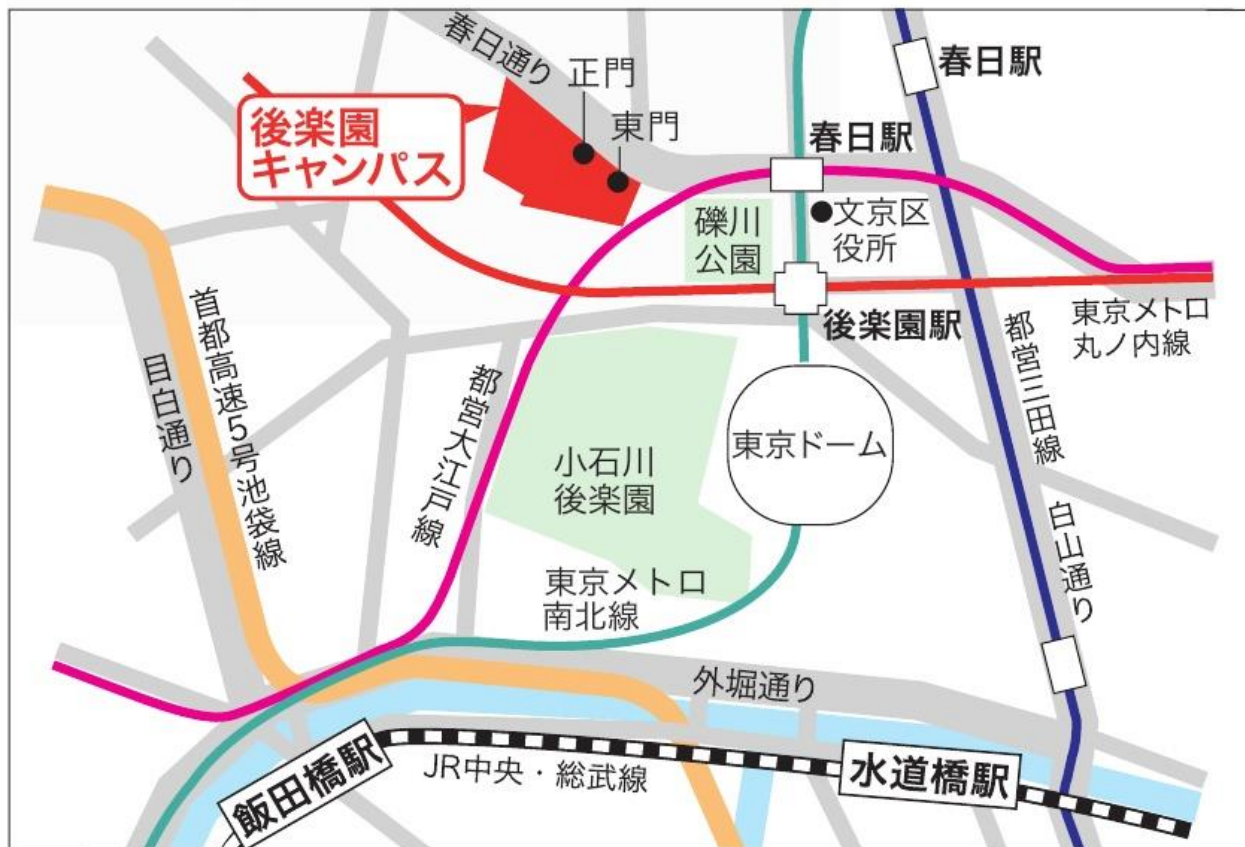 春日通り
正門
東門
春日駅
後楽園
キャンパス
春日駅
礫川
公園
文京区
役所
後楽園駅
東京メトロ
丸ノ内線
首都高速5号池袋線
目白通り
都営大江戸線
都営三田線
小石川
後楽園
東京ドーム
白山通り
東京メトロ
南北線
外堀通り
飯田橋駅
JR中央・総武線
水道橋駅